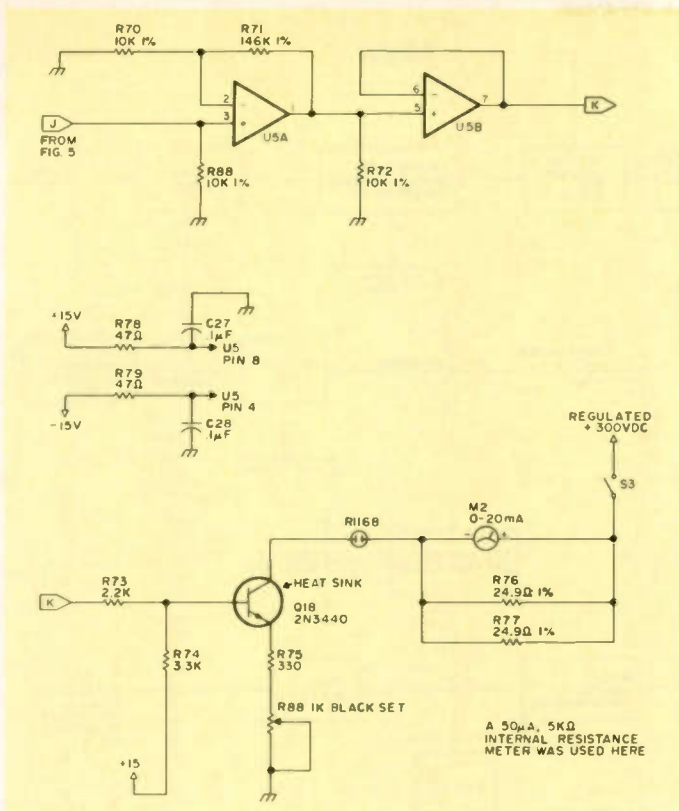 R70
10K 1%
R71
146K 1%
2
-
3
+
1
U5A
6
-
5
+
7
U5B
J
FROM
FIG. 5
K
R88
10K 1%
R72
10K 1%
+15V
R78
47Ω
C27
.1µF
U5
PIN 8
R79
47Ω
U5
PIN 4
-15V
C28
.1µF
REGULATED
+300VDC
S3
M2
0-20mA
R1168
-
+
HEAT SINK
R76
24.9Ω 1%
K
R73
2.2K
Q18
2N3440
R77
24.9Ω 1%
R74
3.3K
R75
330
R88 1K BLACK SET
+15
A 50µA, 5KΩ
INTERNAL RESISTANCE
METER WAS USED HERE